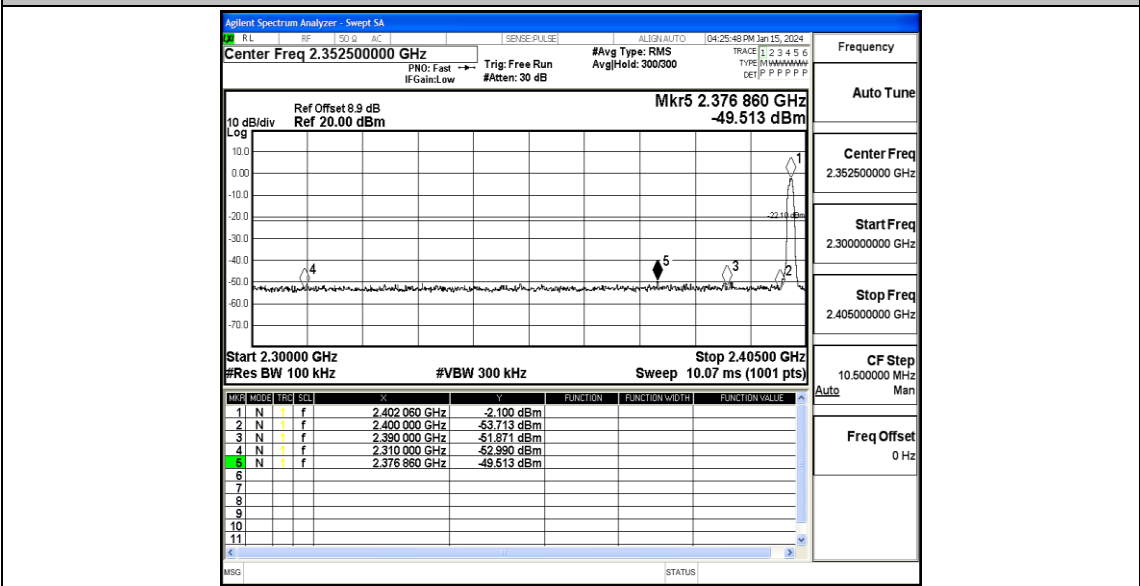 Agilent Spectrum Analyzer - Swept SA
RL RF 50 Ω AC SENSE:PULSE ALIGNAUTO 04:25:48 PM Jan 15, 2024
Center Freq 2.352500000 GHz
PNO: Fast
IFGain:Low
Trig: Free Run
#Atten: 30 dB
#Avg Type: RMS
Avg|Hold: 300/300
TRACE 1 2 3 4 5 6
TYPE M
DET P P P P P P
Ref Offset 8.9 dB
10 dB/div Ref 20.00 dBm
Log
Mkr5 2.376 860 GHz
-49.513 dBm
10.0
0.00
-10.0
-20.0
-30.0
-40.0
-50.0
-60.0
-70.0
-22.10 dBm
1
4
5
3
2
Start 2.30000 GHz Stop 2.40500 GHz
#Res BW 100 kHz #VBW 300 kHz Sweep 10.07 ms (1001 pts)
MKR MODE TRC SCL X Y FUNCTION FUNCTION WIDTH FUNCTION VALUE
1 N 1 f 2.402 060 GHz -2.100 dBm
2 N 1 f 2.400 000 GHz -53.713 dBm
3 N 1 f 2.390 000 GHz -51.871 dBm
4 N 1 f 2.310 000 GHz -52.990 dBm
5 N 1 f 2.376 860 GHz -49.513 dBm
6
7
8
9
10
11
MSG STATUS
Frequency
Auto Tune
Center Freq
2.352500000 GHz
Start Freq
2.300000000 GHz
Stop Freq
2.405000000 GHz
CF Step
10.500000 MHz
Auto Man
Freq Offset
0 Hz